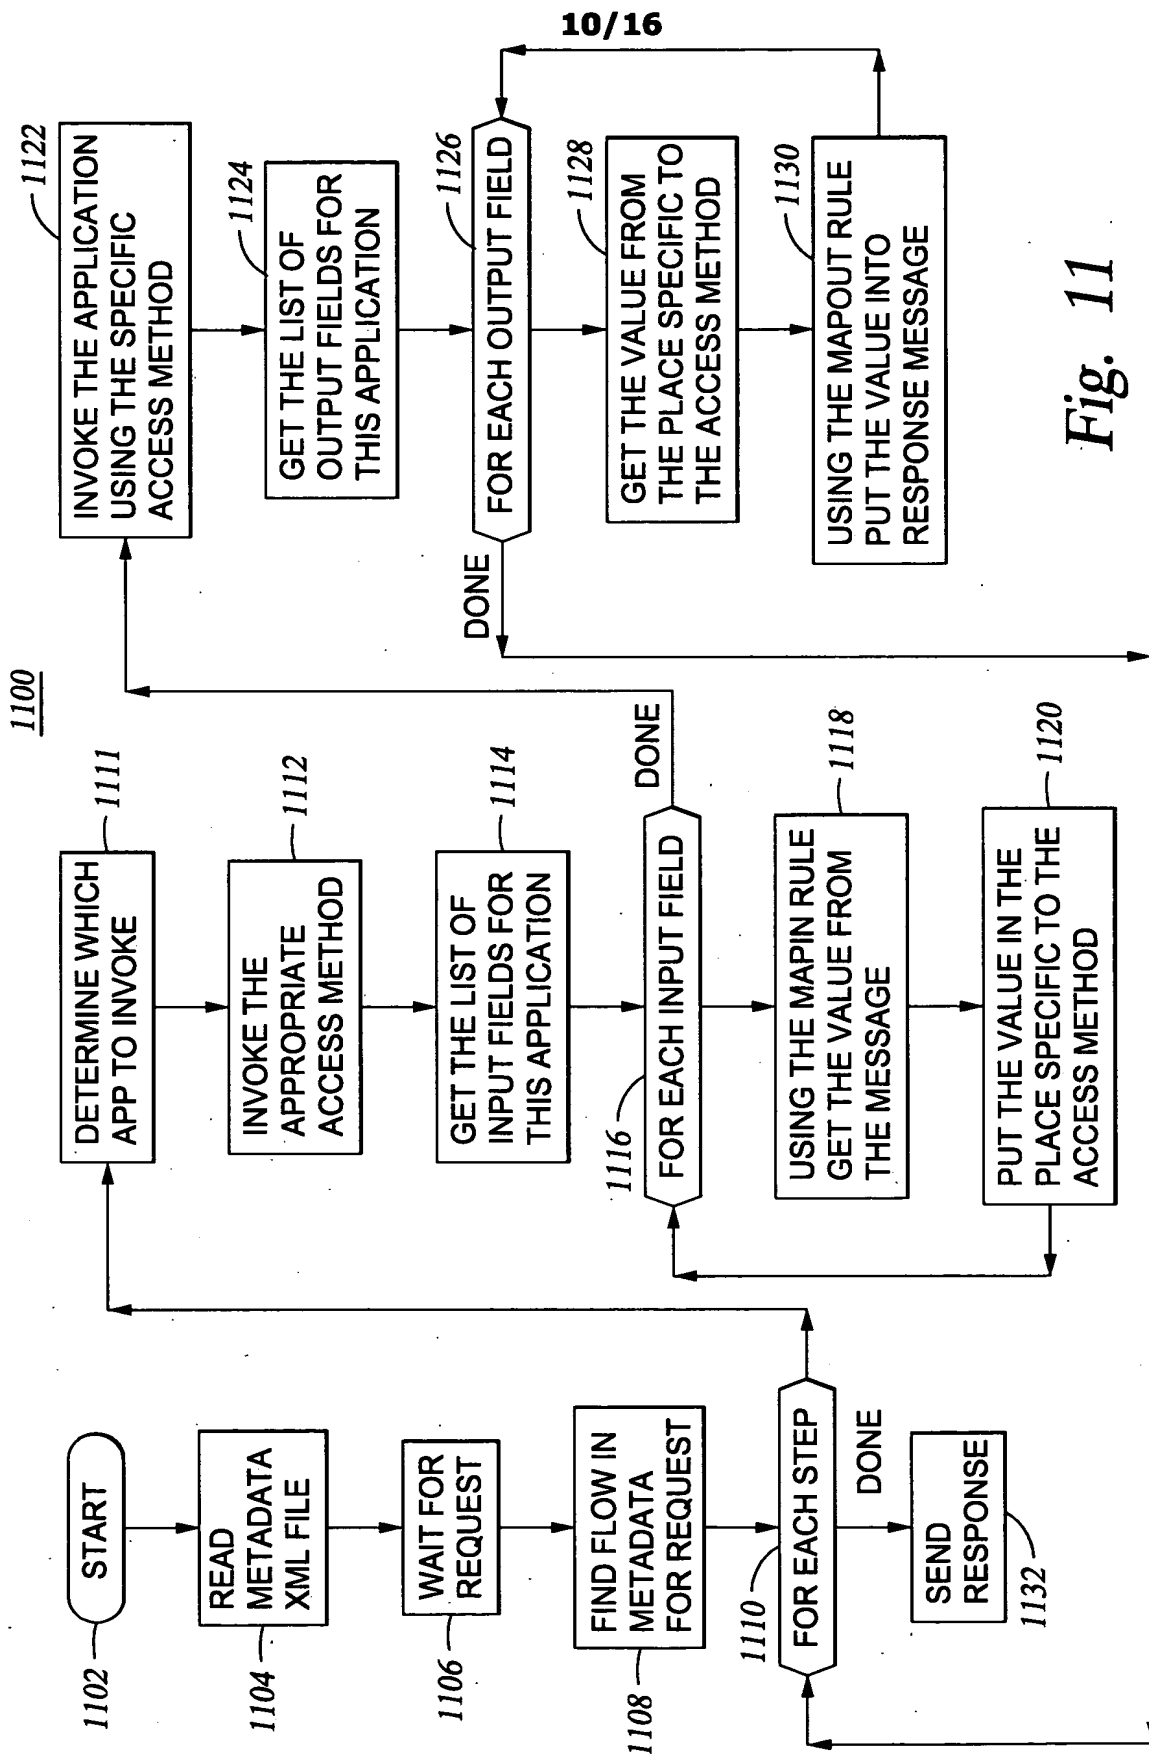 10/16
1100
START
1102
READ
METADATA
XML FILE
1104
WAIT FOR
REQUEST
1106
FIND FLOW IN
METADATA
FOR REQUEST
1108
FOR EACH STEP
1110
DONE
SEND
RESPONSE
1132
DETERMINE WHICH
APP TO INVOKE
1111
INVOKE THE
APPROPRIATE
ACCESS METHOD
1112
GET THE LIST OF
INPUT FIELDS FOR
THIS APPLICATION
1114
FOR EACH INPUT FIELD
1116
DONE
USING THE MAPIN RULE
GET THE VALUE FROM
THE MESSAGE
1118
PUT THE VALUE IN THE
PLACE SPECIFIC TO THE
ACCESS METHOD
1120
INVOKE THE APPLICATION
USING THE SPECIFIC
ACCESS METHOD
1122
GET THE LIST OF
OUTPUT FIELDS FOR
THIS APPLICATION
1124
FOR EACH OUTPUT FIELD
1126
DONE
GET THE VALUE FROM
THE PLACE SPECIFIC TO
THE ACCESS METHOD
1128
USING THE MAPOUT RULE
PUT THE VALUE INTO
RESPONSE MESSAGE
1130
Fig. 11